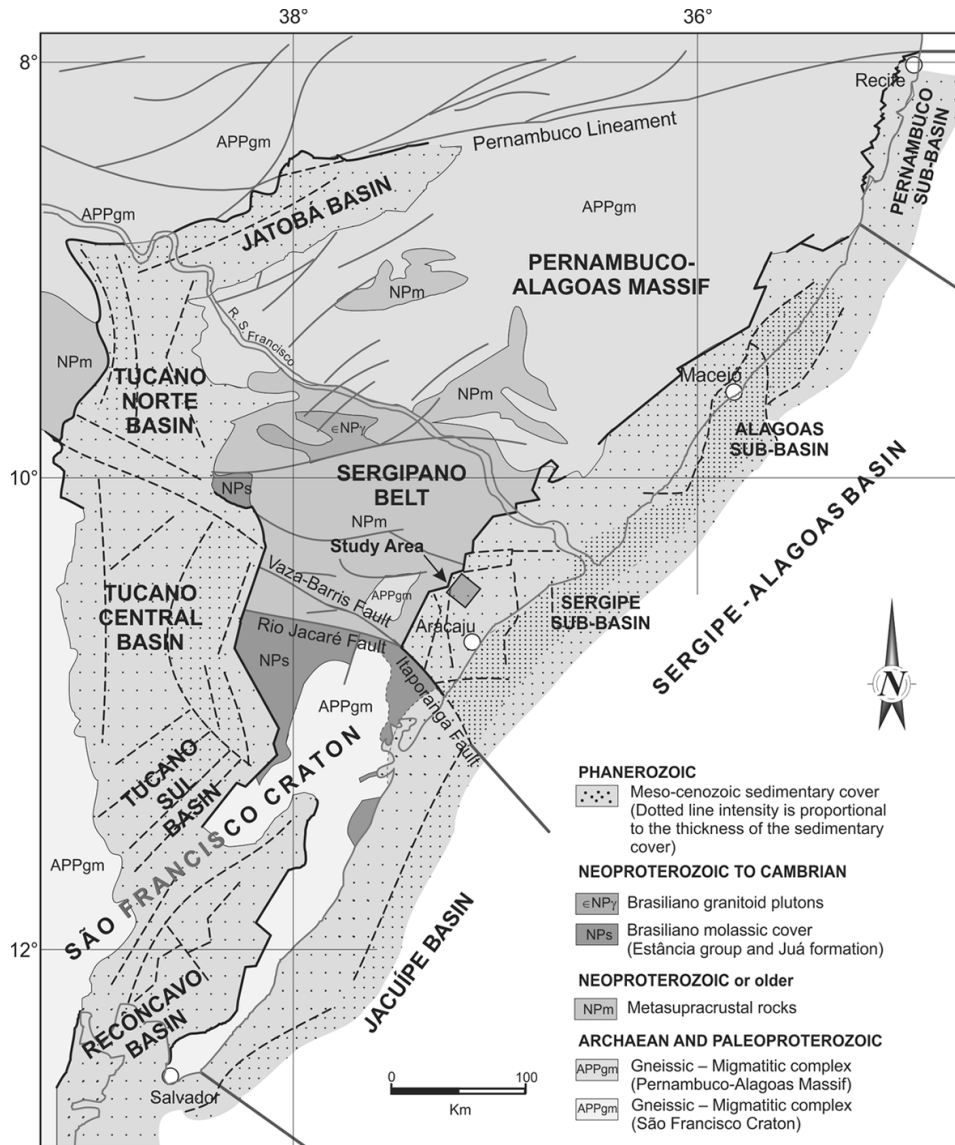 38°
36°
8°
Recife
APPgm
Pernambuco Lineament
PERNAMBUCO
SUB-BASIN
JATOBÁ BASIN
APPgm
APPgm
PERNAMBUCO-
ALAGOAS MASSIF
NPm
R. S. Francisco
NPm
TUCANO
NORTE
BASIN
Maceió
NPm
ЄNPγ
ALAGOAS
SUB-BASIN
SERGIPANO
BELT
10°
NPs
NPm
Study Area
SERGIPE - ALAGOAS BASIN
Vaza-Barris Fault
APPgm
TUCANO
CENTRAL
BASIN
SERGIPE
SUB-BASIN
Aracaju
Rio Jacaré Fault
NPs
Itaporanga Fault
APPgm
N
TUCANO
SUL
BASIN
SÃO FRANCISCO CRATON
APPgm
12°
JACUÍPE BASIN
RECÔNCAVO
BASIN
Salvador
0 100
Km
PHANEROZOIC
Meso-cenozoic sedimentary cover
(Dotted line intensity is proportional
to the thickness of the sedimentary
cover)
NEOPROTEROZOIC TO CAMBRIAN
ЄNPγ Brasiliano granitoid plutons
NPs Brasiliano molassic cover
(Estância group and Juá formation)
NEOPROTEROZOIC or older
NPm Metasupracrustal rocks
ARCHAEAN AND PALEOPROTEROZOIC
APPgm Gneissic – Migmatitic complex
(Pernambuco-Alagoas Massif)
APPgm Gneissic – Migmatitic complex
(São Francisco Craton)